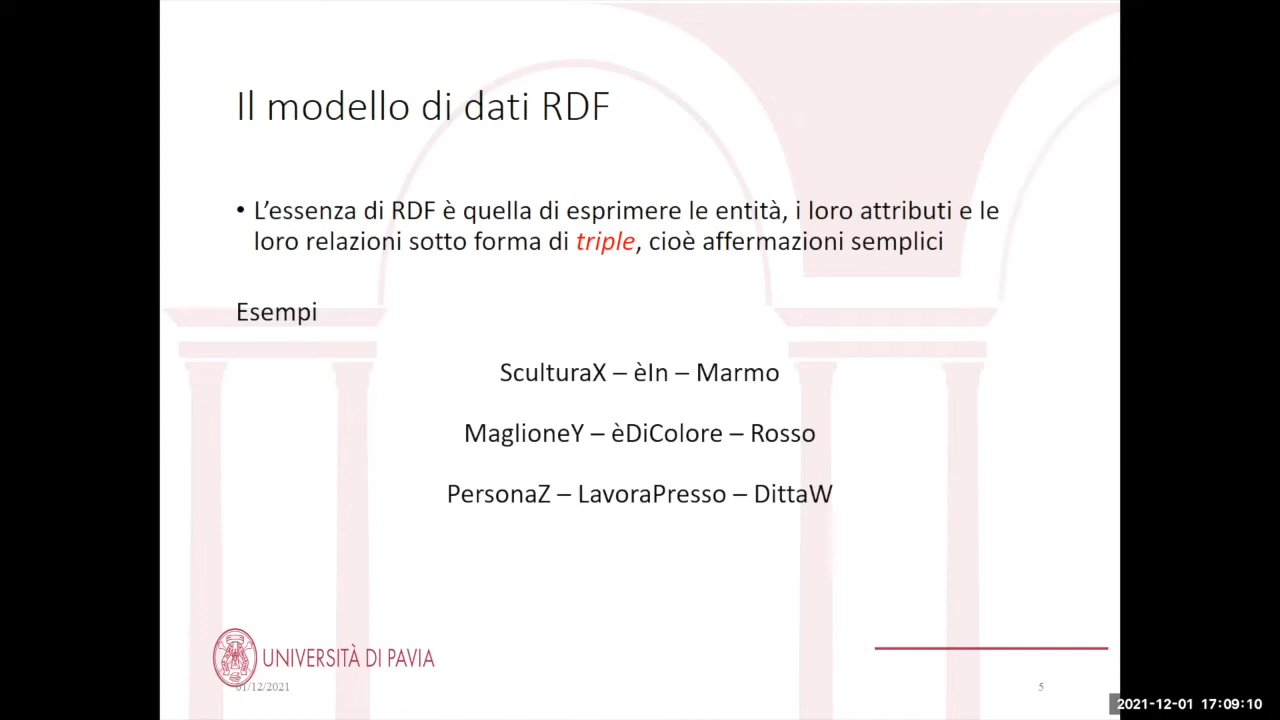 Il modello di dati RDF
• L'essenza di RDF è quella di esprimere le entità, i loro attributi e le
loro relazioni sotto forma di triple, cioè affermazioni semplici
Esempi
SculturaX – èIn – Marmo
MaglioneY – èDiColore – Rosso
PersonaZ – LavoraPresso – DittaW
UNIVERSITÀ DI PAVIA
01/12/2021
5
2021-12-01 17:09:10